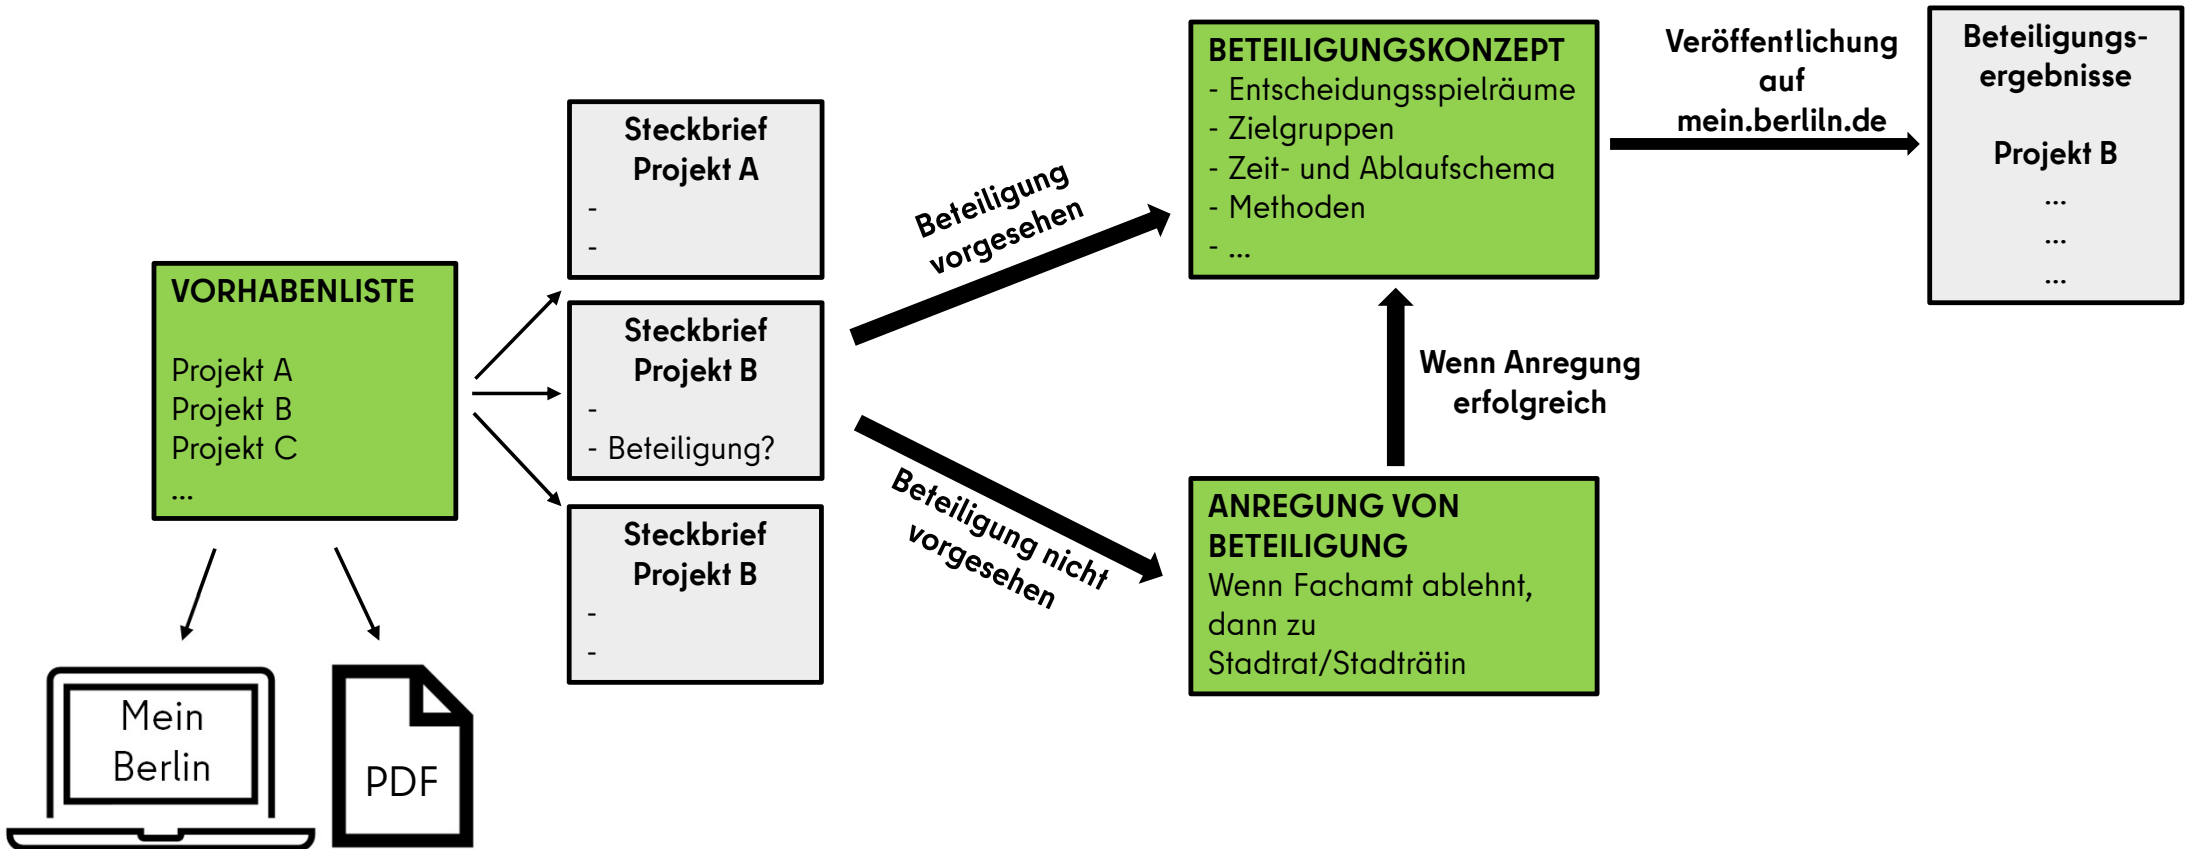 VORHABENLISTE
Projekt A
Projekt B
Projekt C
...
Mein
Berlin
PDF
Steckbrief
Projekt A
-
-
Steckbrief
Projekt B
-
- Beteiligung?
Steckbrief
Projekt B
-
-
Beteiligung
vorgesehen
Beteiligung nicht
vorgesehen
BETEILIGUNGSKONZEPT
- Entscheidungsspielräume
- Zielgruppen
- Zeit- und Ablaufschema
- Methoden
- ...
Wenn Anregung
erfolgreich
ANREGUNG VON
BETEILIGUNG
Wenn Fachamt ablehnt,
dann zu
Stadtrat/Stadträtin
Veröffentlichung
auf
mein.berliln.de
Beteiligungs-
ergebnisse
Projekt B
...
...
...